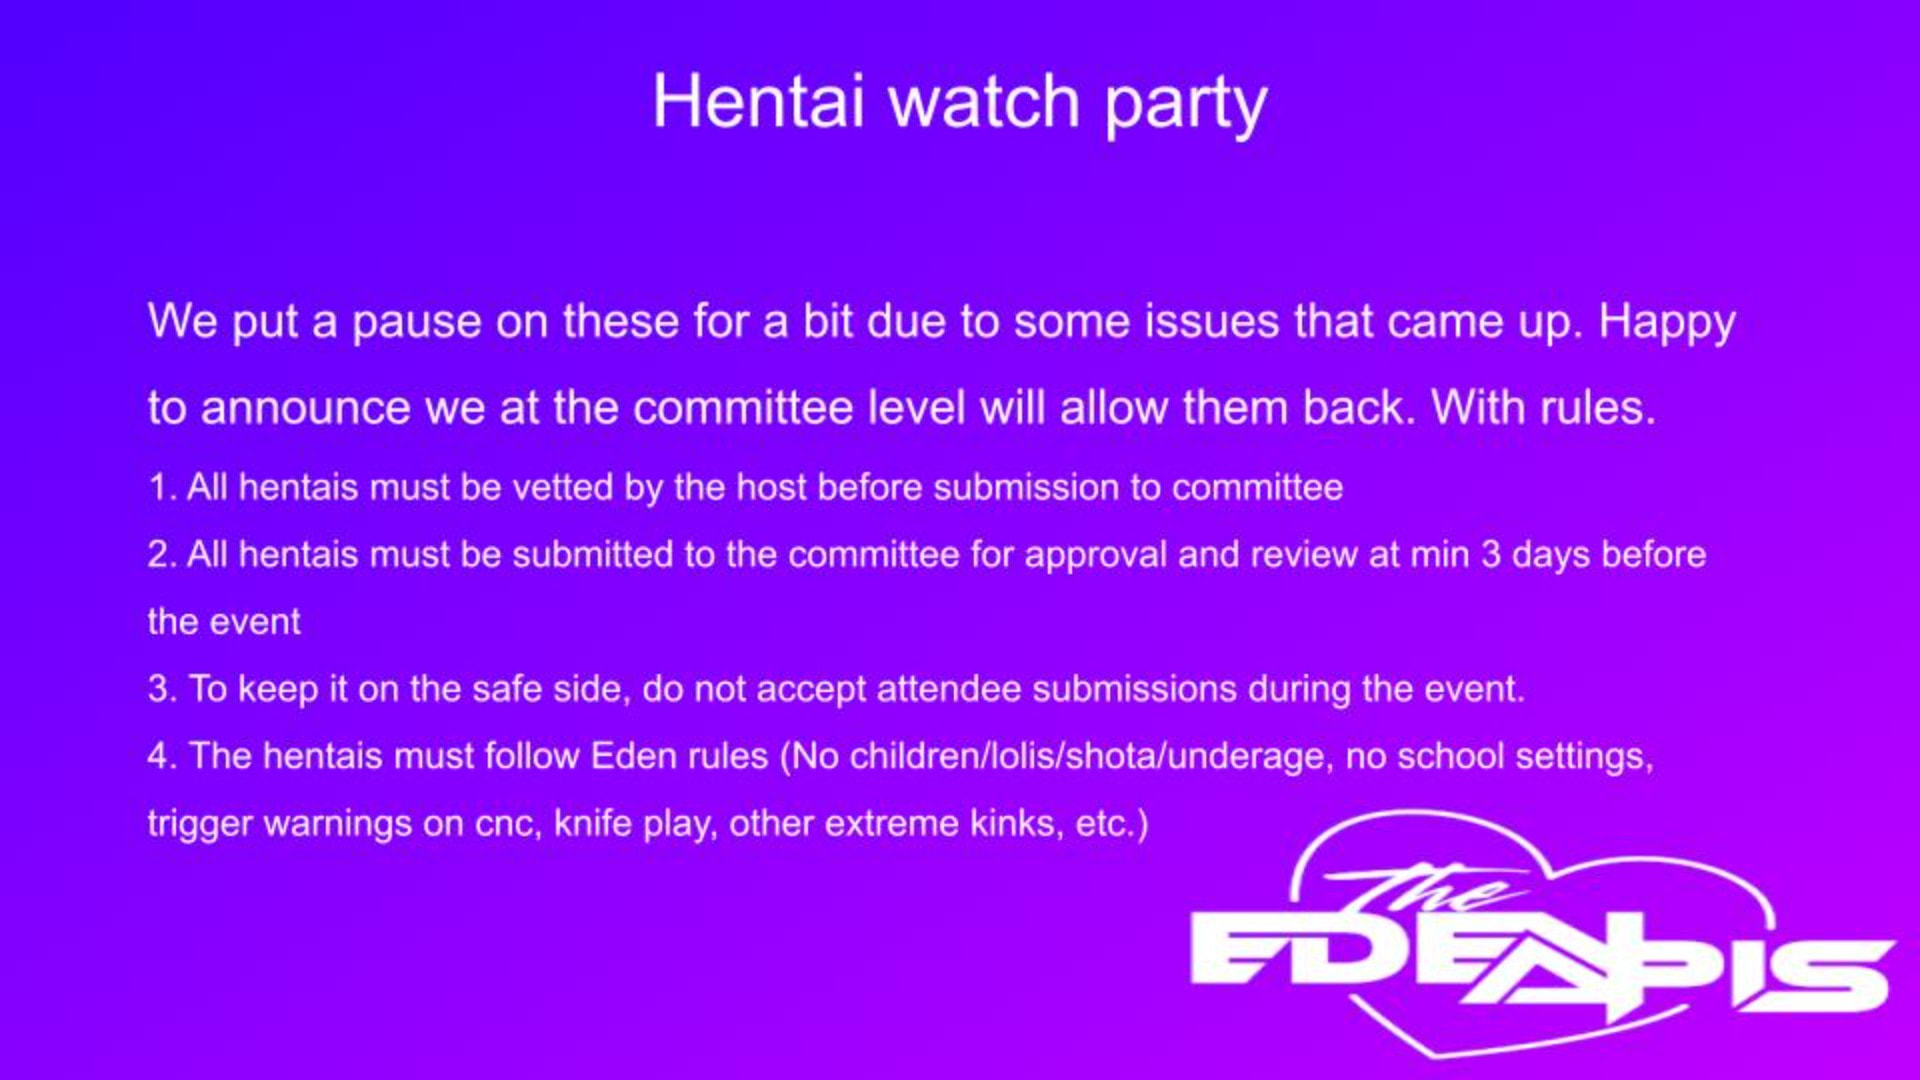 Hentai watch party
We put a pause on these for a bit due to some issues that came up. Happy
to announce we at the committee level will allow them back. With rules.
1. All hentais must be vetted by the host before submission to committee
2. All hentais must be submitted to the committee for approval and review at min 3 days before
the event
3. To keep it on the safe side, do not accept attendee submissions during the event.
4. The hentais must follow Eden rules (No children/lolis/shota/underage, no school settings,
trigger warnings on cnc, knife play, other extreme kinks, etc.)
The
EDEN APIS